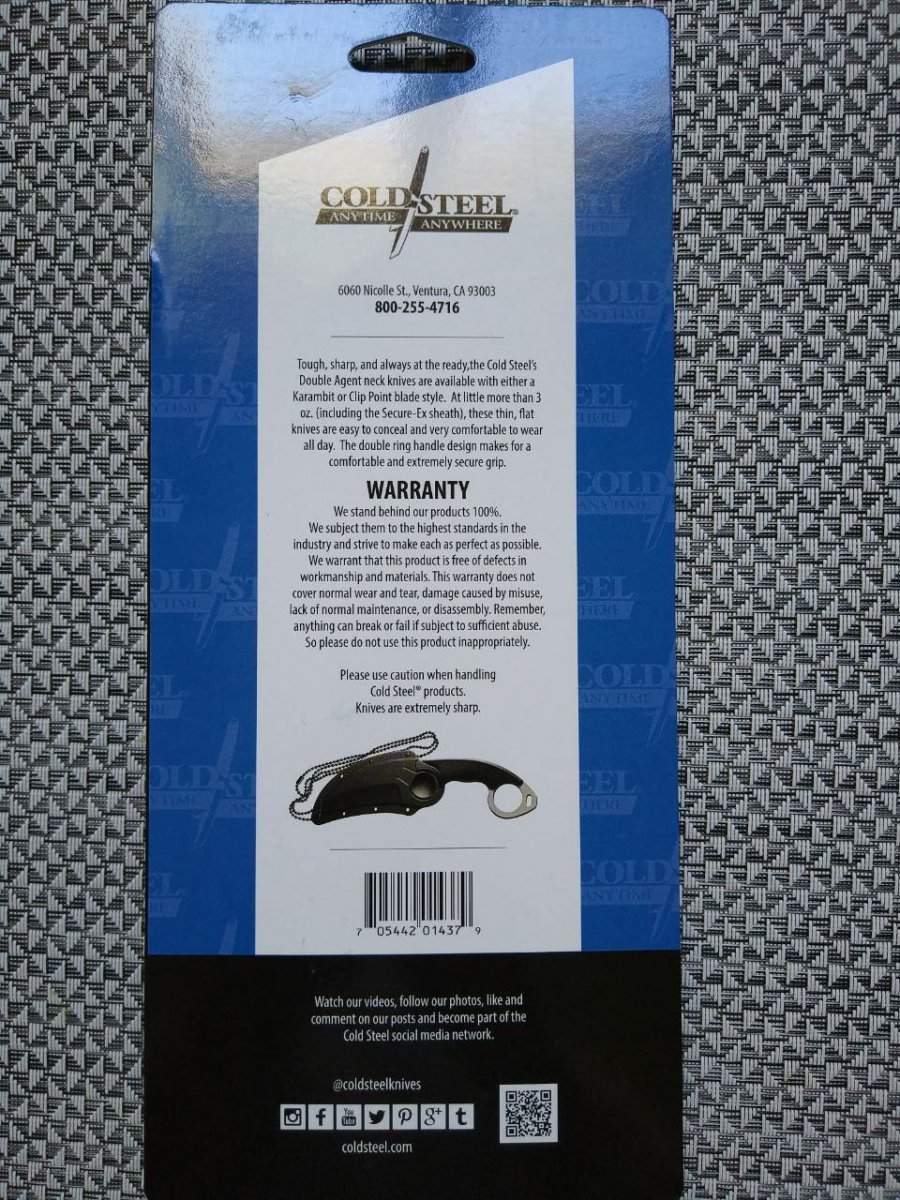 COLD STEEL®
ANYTIME ANYWHERE
6060 Nicolle St., Ventura, CA 93003
800-255-4716
Tough, sharp, and always at the ready,the Cold Steel's
Double Agent neck knives are available with either a
Karambit or Clip Point blade style. At little more than 3
oz. (including the Secure-Ex sheath), these thin, flat
knives are easy to conceal and very comfortable to wear
all day. The double ring handle design makes for a
comfortable and extremely secure grip.
WARRANTY
We stand behind our products 100%.
We subject them to the highest standards in the
industry and strive to make each as perfect as possible.
We warrant that this product is free of defects in
workmanship and materials. This warranty does not
cover normal wear and tear, damage caused by misuse,
lack of normal maintenance, or disassembly. Remember,
anything can break or fail if subject to sufficient abuse.
So please do not use this product inappropriately.
Please use caution when handling
Cold Steel® products.
Knives are extremely sharp.
7 05442 01437 9
Watch our videos, follow our photos, like and
comment on our posts and become part of the
Cold Steel social media network.
@coldsteelknives
f You Tube g+ t
coldsteel.com